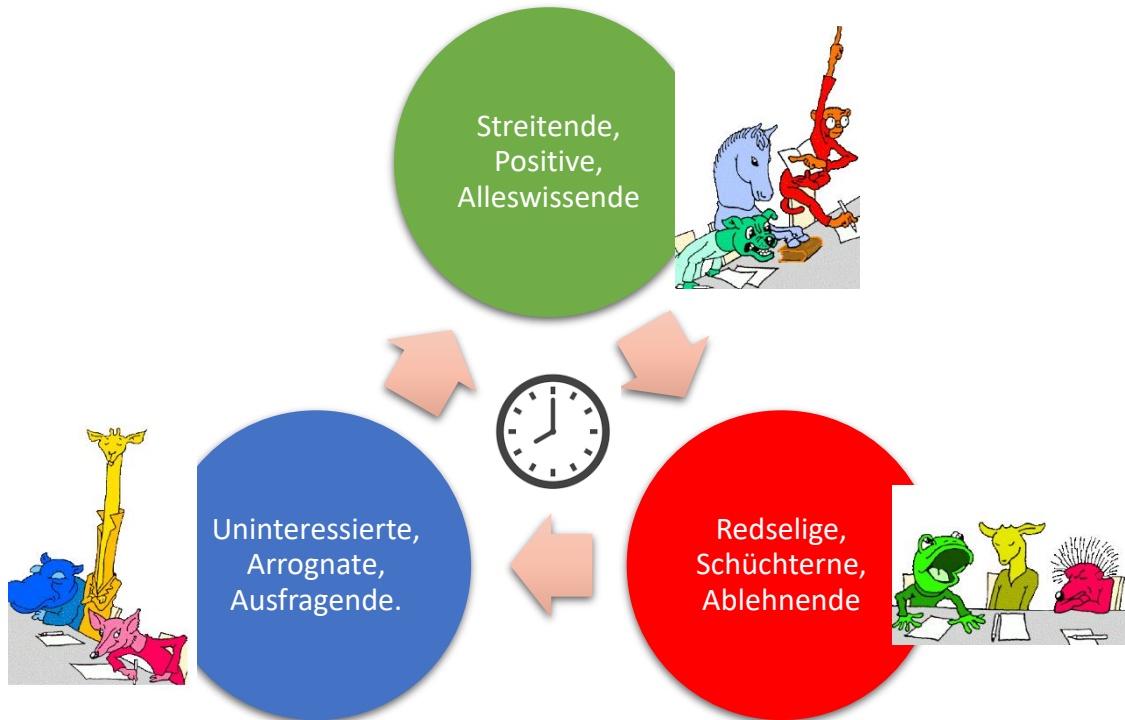 Streitende,
Positive,
Alleswissende
Redselige,
Schüchterne,
Ablehnende
Uninteressierte,
Arrognate,
Ausfragende.